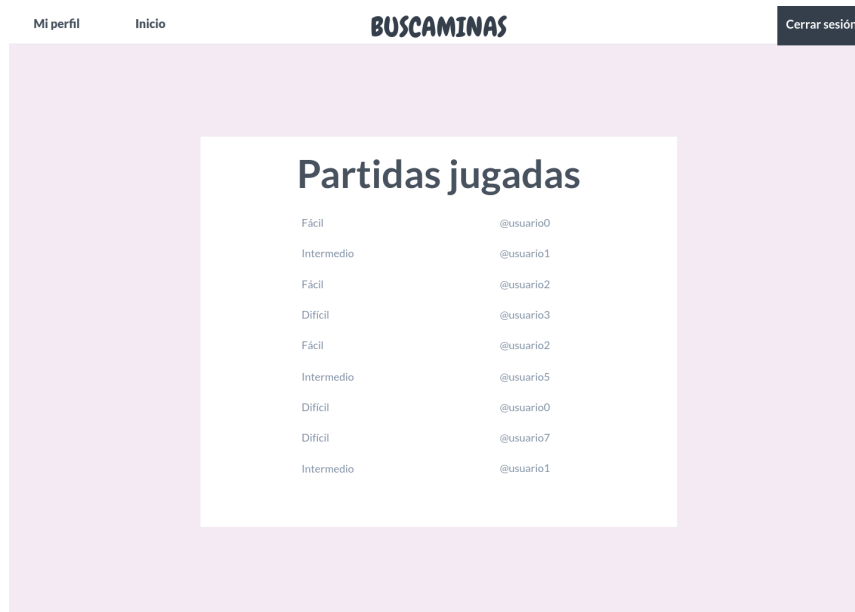 Mi perfil Inicio BUSCAMINAS Cerrar sesión
Partidas jugadas
Fácil @usuario0
Intermedio @usuario1
Fácil @usuario2
Difícil @usuario3
Fácil @usuario2
Intermedio @usuario5
Difícil @usuario0
Difícil @usuario7
Intermedio @usuario1